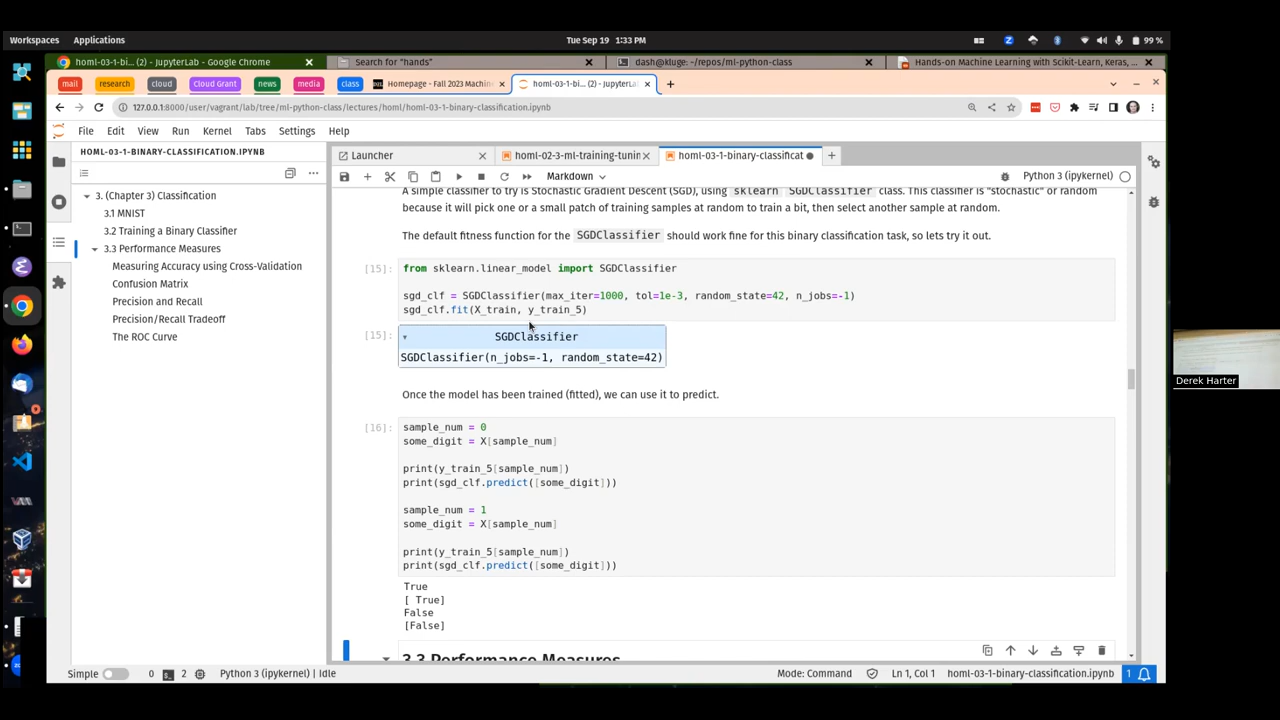 Workspaces Applications Tue Sep 19 1:33 PM 99 %
homl-03-1-bi... (2) - JupyterLab - Google Chrome Search for "hands" dash@kluge: ~/repos/ml-python-class Hands-on Machine Learning with Scikit-Learn, Keras, ...
mail research cloud Cloud Grant news media class Homepage - Fall 2023 Machin homl-03-1-bi... (2) - JupyterLa
127.0.0.1:8000/user/vagrant/lab/tree/ml-python-class/lectures/homl/homl-03-1-binary-classification.ipynb
File Edit View Run Kernel Tabs Settings Help
HOML-03-1-BINARY-CLASSIFICATION.IPYNB
3. (Chapter 3) Classification
3.1 MNIST
3.2 Training a Binary Classifier
3.3 Performance Measures
Measuring Accuracy using Cross-Validation
Confusion Matrix
Precision and Recall
Precision/Recall Tradeoff
The ROC Curve
Launcher homl-02-3-ml-training-tunin homl-03-1-binary-classificat
Markdown Python 3 (ipykernel)
A simple classifier to try is Stochastic Gradient Descent (SGD), using sklearn SGDClassifier class. This classifier is "stochastic" or random
because it will pick one or a small patch of training samples at random to train a bit, then select another sample at random.
The default fitness function for the SGDClassifier should work fine for this binary classification task, so lets try it out.
[15]: from sklearn.linear_model import SGDClassifier
sgd_clf = SGDClassifier(max_iter=1000, tol=1e-3, random_state=42, n_jobs=-1)
sgd_clf.fit(X_train, y_train_5)
[15]: SGDClassifier
SGDClassifier(n_jobs=-1, random_state=42)
Once the model has been trained (fitted), we can use it to predict.
[16]: sample_num = 0
some_digit = X[sample_num]
print(y_train_5[sample_num])
print(sgd_clf.predict([some_digit]))
sample_num = 1
some_digit = X[sample_num]
print(y_train_5[sample_num])
print(sgd_clf.predict([some_digit]))
True
[ True]
False
[False]
3.3 Performance Measures
Simple 0 2 Python 3 (ipykernel) | Idle Mode: Command Ln 1, Col 1 homl-03-1-binary-classification.ipynb 1
Derek Harter